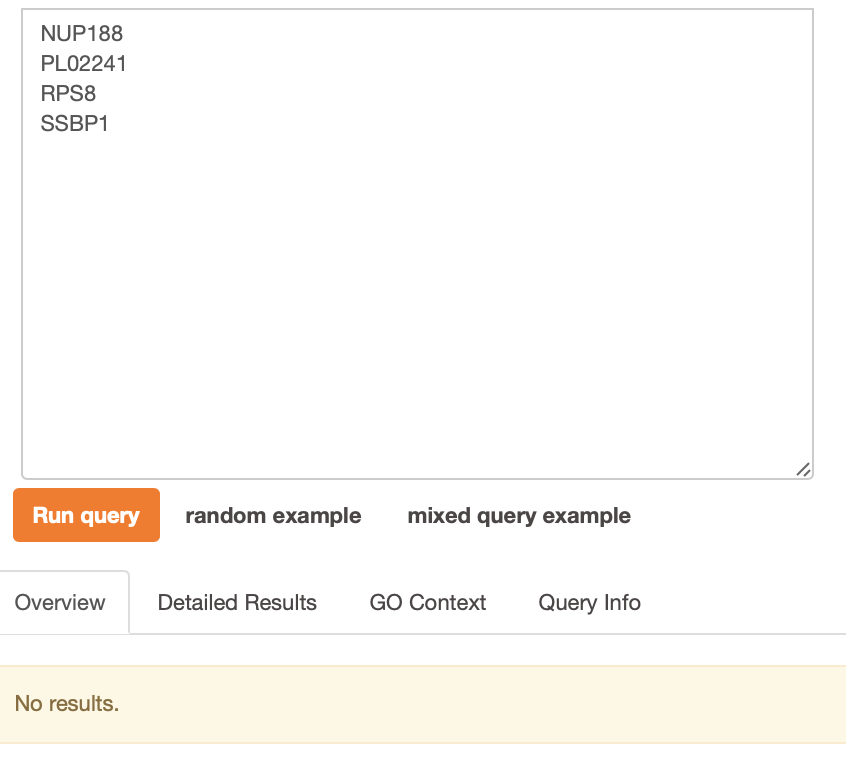 NUP188
PL02241
RPS8
SSBP1
Run query random example mixed query example
Overview Detailed Results GO Context Query Info
No results.